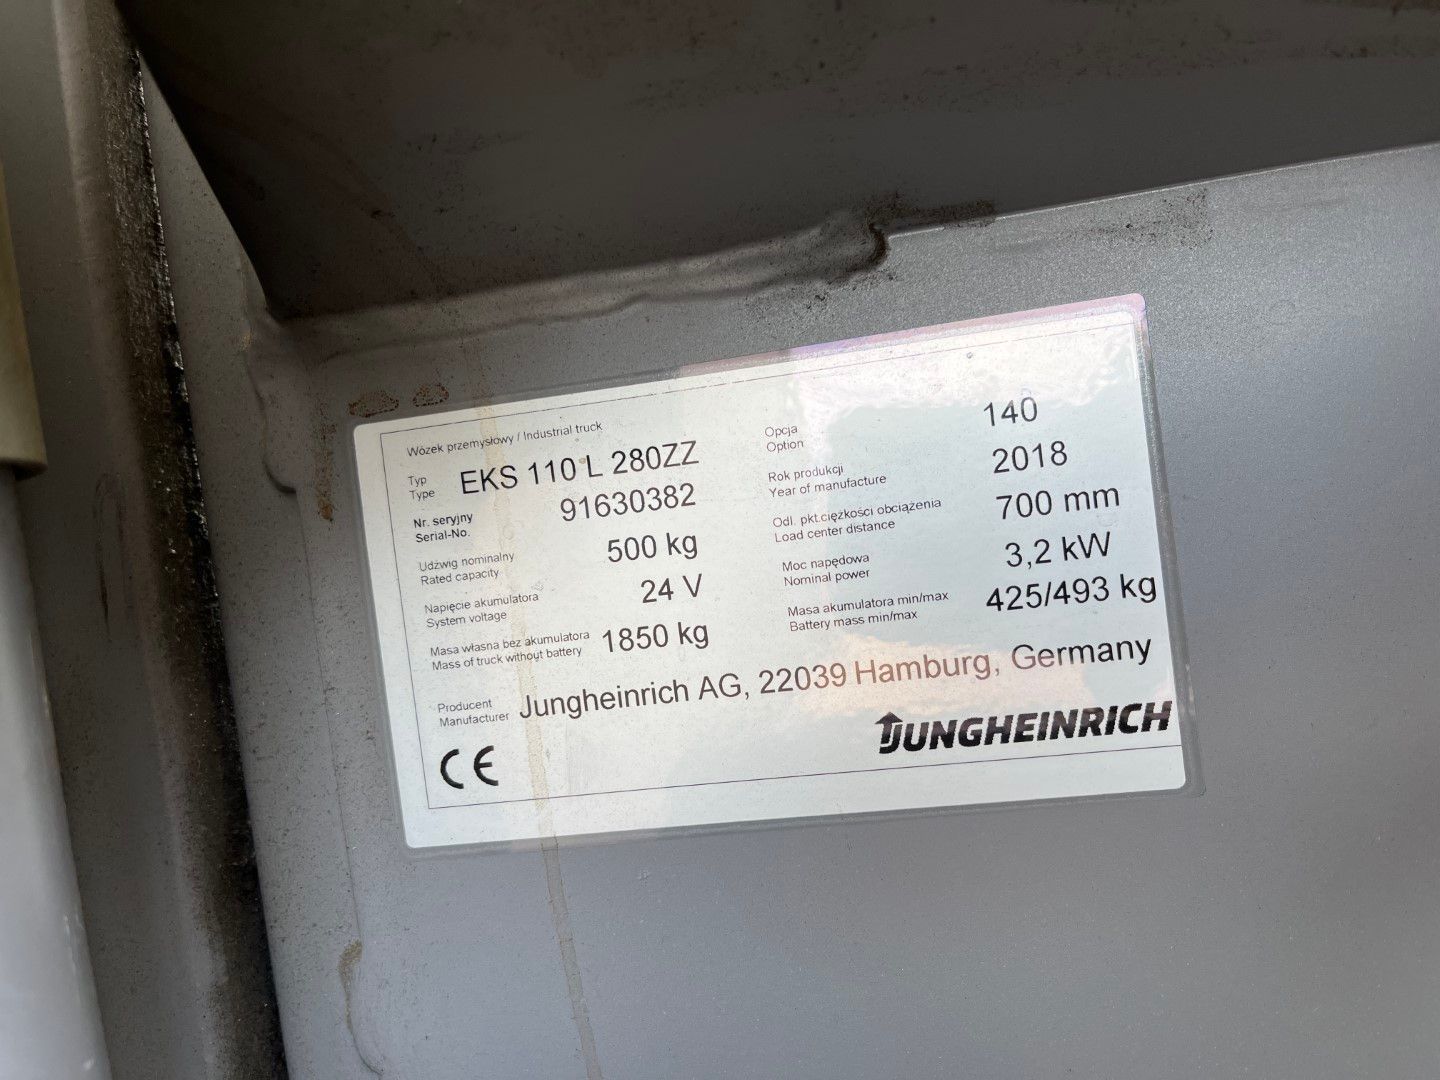 Wózek przemysłowy / Industrial truck
Typ
Type
EKS 110 L 280ZZ
Nr. seryjny
Serial-No.
91630382
Udźwig nominalny
Rated capacity
500 kg
Napięcie akumulatora
System voltage
24 V
Masa własna bez akumulatora
Mass of truck without battery
1850 kg
Opcja
Option
140
Rok produkcji
Year of manufacture
2018
Odl. pkt.ciężkości obciążenia
Load center distance
700 mm
Moc napędowa
Nominal power
3,2 kW
Masa akumulatora min/max
Battery mass min/max
425/493 kg
Producent
Manufacturer
Jungheinrich AG, 22039 Hamburg, Germany
CE
JUNGHEINRICH